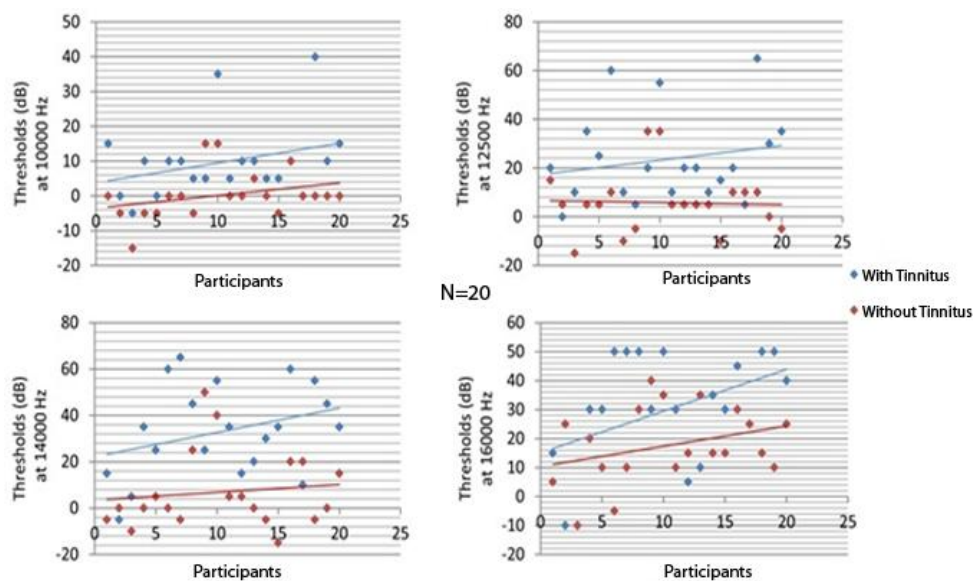 50
40
30
20
10
0
-10
-20
0 5 10 15 20 25
Thresholds (dB)
at 10000 Hz
Participants
80
60
40
20
0
-20
0 5 10 15 20 25
Thresholds (dB)
at 12500 Hz
Participants
N=20
With Tinnitus
Without Tinnitus
80
60
40
20
0
-20
0 5 10 15 20 25
Thresholds (dB)
at 14000 Hz
Participants
60
50
40
30
20
10
0
-10
-20
0 5 10 15 20 25
Thresholds (dB)
at 16000 Hz
Participants